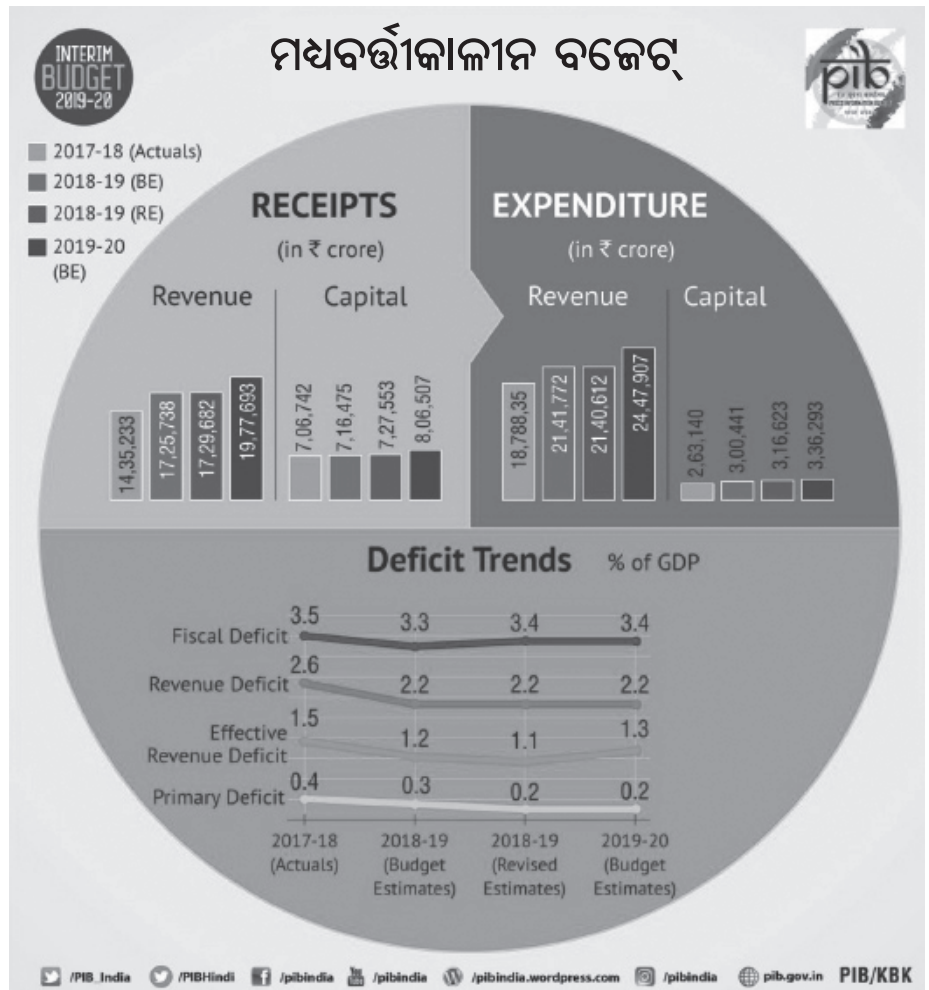 ମଧ୍ୟବର୍ତ୍ତୀକାଳୀନ ବଜେଟ୍
INTERIM
BUDGET
2019-20
pib
2017-18 (Actuals)
2018-19 (BE)
2018-19 (RE)
2019-20
(BE)
RECEIPTS
(in ₹ crore)
Revenue
Capital
14,35,233
17,25,738
17,29,682
19,77,693
7,06,742
7,16,475
7,27,553
8,06,507
EXPENDITURE
(in ₹ crore)
Revenue
Capital
18,788,35
21,41,772
21,40,612
24,47,907
2,63,140
3,00,441
3,16,623
3,36,293
Deficit Trends % of GDP
Fiscal Deficit 3.5 3.3 3.4 3.4
Revenue Deficit 2.6 2.2 2.2 2.2
Effective
Revenue Deficit 1.5 1.2 1.1 1.3
Primary Deficit 0.4 0.3 0.2 0.2
2017-18 2018-19 2018-19 2019-20
(Actuals) (Budget (Revised (Budget
Estimates) Estimates) Estimates)
/PIB_India /PIBHindi /pibindia /pibindia /pibindia.wordpress.com /pibindia pib.gov.in PIB/KBK